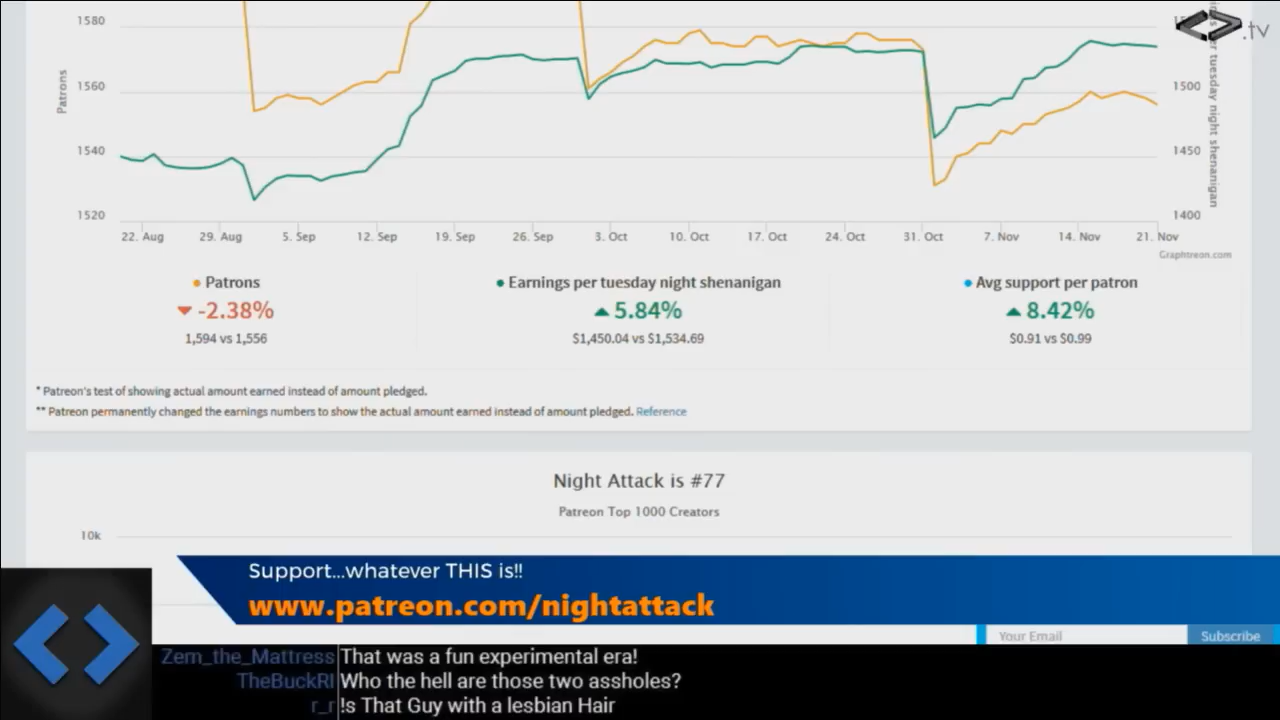 1580
.tv
1560
1500
Patrons
er tuesday night shenanigan
1540
1450
1520
1400
22. Aug 29. Aug 5. Sep 12. Sep 19. Sep 26. Sep 3. Oct 10. Oct 17. Oct 24. Oct 31. Oct 7. Nov 14. Nov 21. Nov
Graphtreon.com
Patrons
-2.38%
1,594 vs 1,556
Earnings per tuesday night shenanigan
5.84%
$1,450.04 vs $1,534.69
Avg support per patron
8.42%
$0.91 vs $0.99
* Patreon's test of showing actual amount earned instead of amount pledged.
** Patreon permanently changed the earnings numbers to show the actual amount earned instead of amount pledged. Reference
Night Attack is #77
Patreon Top 1000 Creators
10k
Support...whatever THIS is!!
www.patreon.com/nightattack
Your Email Subscribe
Zem_the_Mattress That was a fun experimental era!
TheBuckRI Who the hell are those two assholes?
r_r !s That Guy with a lesbian Hair